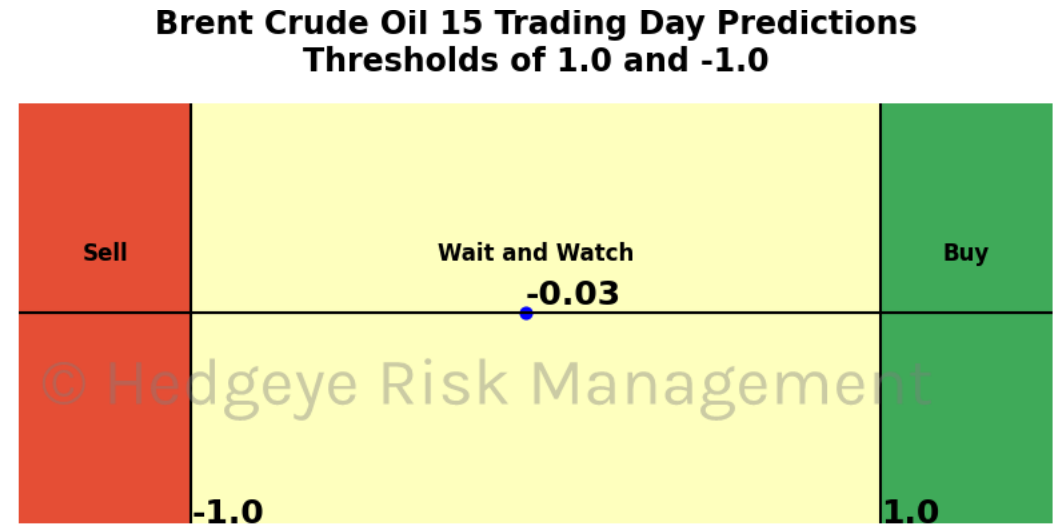 Brent Crude Oil 15 Trading Day Predictions
Thresholds of 1.0 and -1.0
Sell
Wait and Watch
Buy
-0.03
© Hedgeye Risk Management
-1.0
1.0